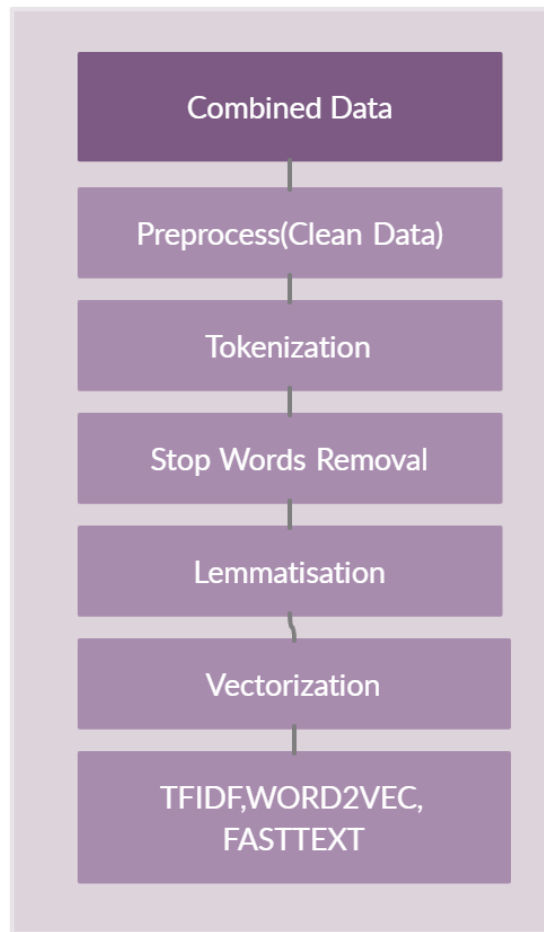 Combined Data
Preprocess(Clean Data)
Tokenization
Stop Words Removal
Lemmatisation
Vectorization
TFIDF,WORD2VEC,
FASTTEXT